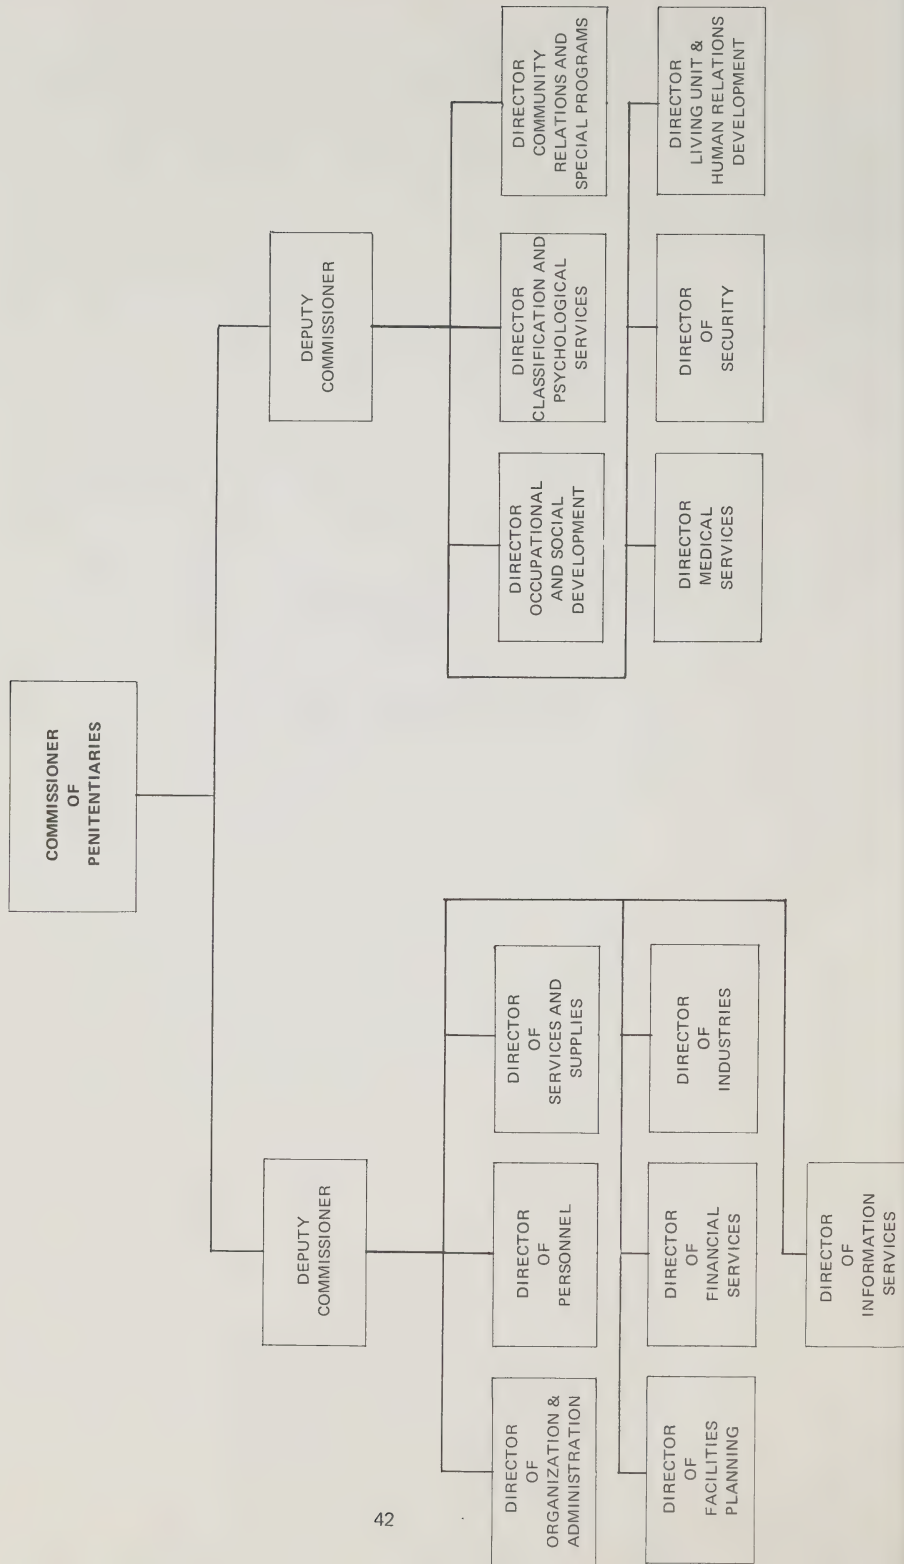 COMMISSIONER
OF
PENITENTIARIES
DEPUTY
COMMISSIONER
DEPUTY
COMMISSIONER
DIRECTOR
OF
ORGANIZATION &
ADMINISTRATION
DIRECTOR
OF
PERSONNEL
DIRECTOR
OF
SERVICES AND
SUPPLIES
DIRECTOR
OF
FACILITIES
PLANNING
DIRECTOR
OF
FINANCIAL
SERVICES
DIRECTOR
OF
INDUSTRIES
DIRECTOR
OF
INFORMATION
SERVICES
DIRECTOR
OCCUPATIONAL
AND SOCIAL
DEVELOPMENT
DIRECTOR
CLASSIFICATION AND
PSYCHOLOGICAL
SERVICES
DIRECTOR
COMMUNITY
RELATIONS AND
SPECIAL PROGRAMS
DIRECTOR
MEDICAL
SERVICES
DIRECTOR
OF
SECURITY
DIRECTOR
LIVING UNIT &
HUMAN RELATIONS
DEVELOPMENT
42